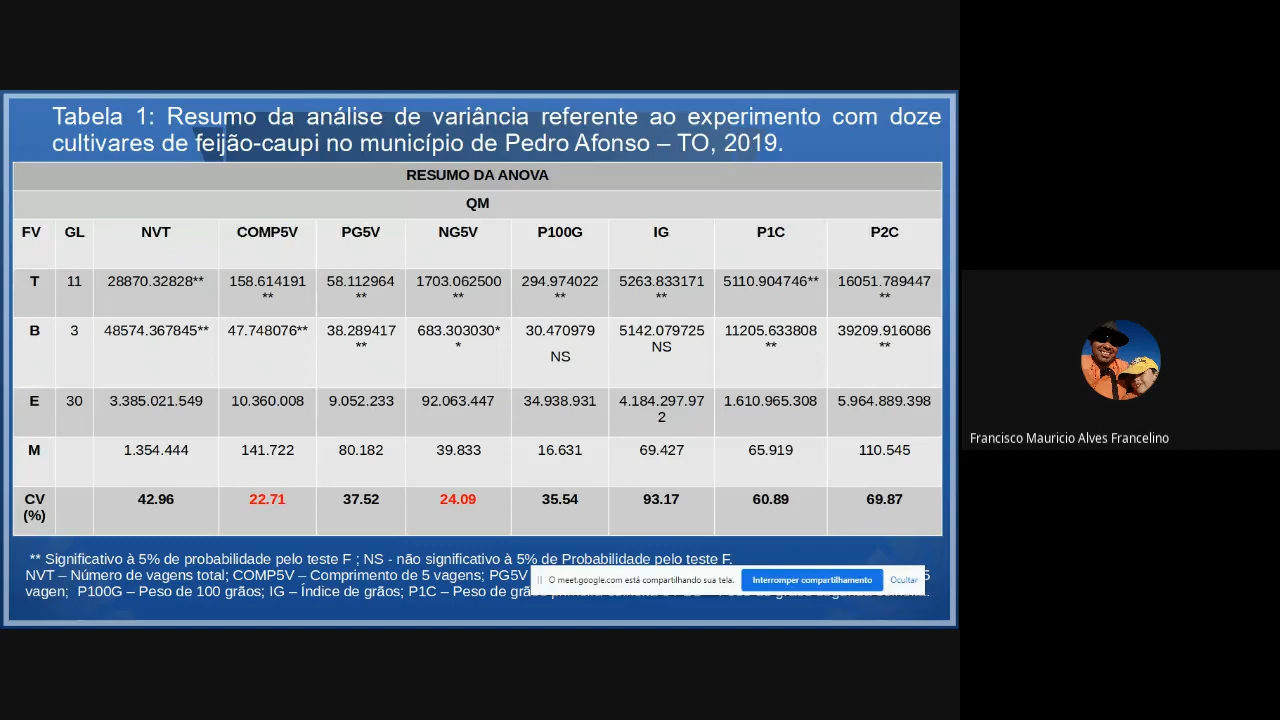 Tabela 1: Resumo da análise de variância referente ao experimento com doze
cultivares de feijão-caupi no município de Pedro Afonso – TO, 2019.
RESUMO DA ANOVA
QM
FV GL NVT COMP5V PG5V NG5V P100G IG P1C P2C
T 11 28870.32828** 158.614191 58.112964 1703.062500 294.974022 5263.833171 5110.904746** 16051.789447
** ** ** ** ** **
B 3 48574.367845** 47.748076** 38.289417 683.303030* 30.470979 5142.079725 11205.633808 39209.916086
** * NS NS ** **
E 30 3.385.021.549 10.360.008 9.052.233 92.063.447 34.938.931 4.184.297.97 1.610.965.308 5.964.889.398
2
M 1.354.444 141.722 80.182 39.833 16.631 69.427 65.919 110.545
CV 42.96 22.71 37.52 24.09 35.54 93.17 60.89 69.87
(%)
** Significativo à 5% de probabilidade pelo teste F ; NS - não significativo à 5% de Probabilidade pelo teste F.
NVT – Número de vagens total; COMP5V – Comprimento de 5 vagens; PG5V 5
vagen; P100G – Peso de 100 grãos; IG – Índice de grãos; P1C – Peso de
O meet.google.com está compartilhando sua tela. Interromper compartilhamento Ocultar
Francisco Mauricio Alves Francelino